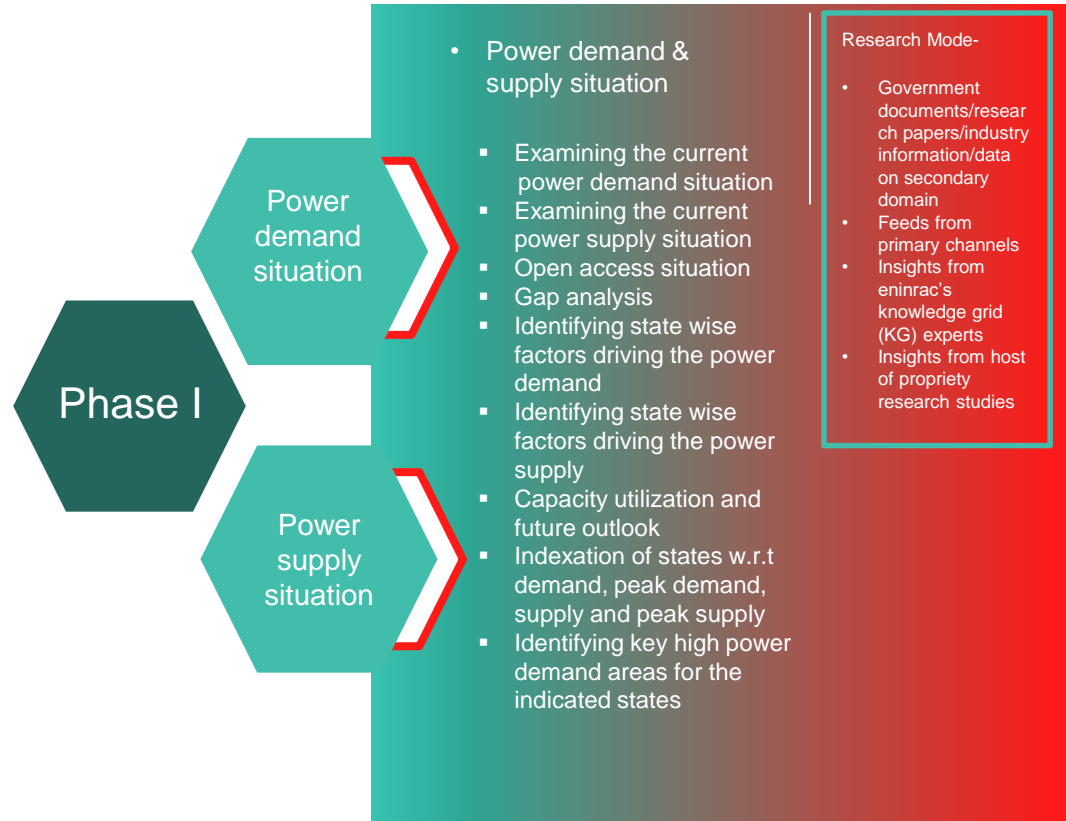 Phase I
Power
demand
situation
Power
supply
situation
• Power demand &
supply situation
▪ Examining the current
power demand situation
▪ Examining the current
power supply situation
▪ Open access situation
▪ Gap analysis
▪ Identifying state wise
factors driving the power
demand
▪ Identifying state wise
factors driving the power
supply
▪ Capacity utilization and
future outlook
▪ Indexation of states w.r.t
demand, peak demand,
supply and peak supply
▪ Identifying key high power
demand areas for the
indicated states
Research Mode-
• Government
documents/resear
ch papers/industry
information/data
on secondary
domain
• Feeds from
primary channels
• Insights from
eninrac's
knowledge grid
(KG) experts
• Insights from host
of propriety
research studies